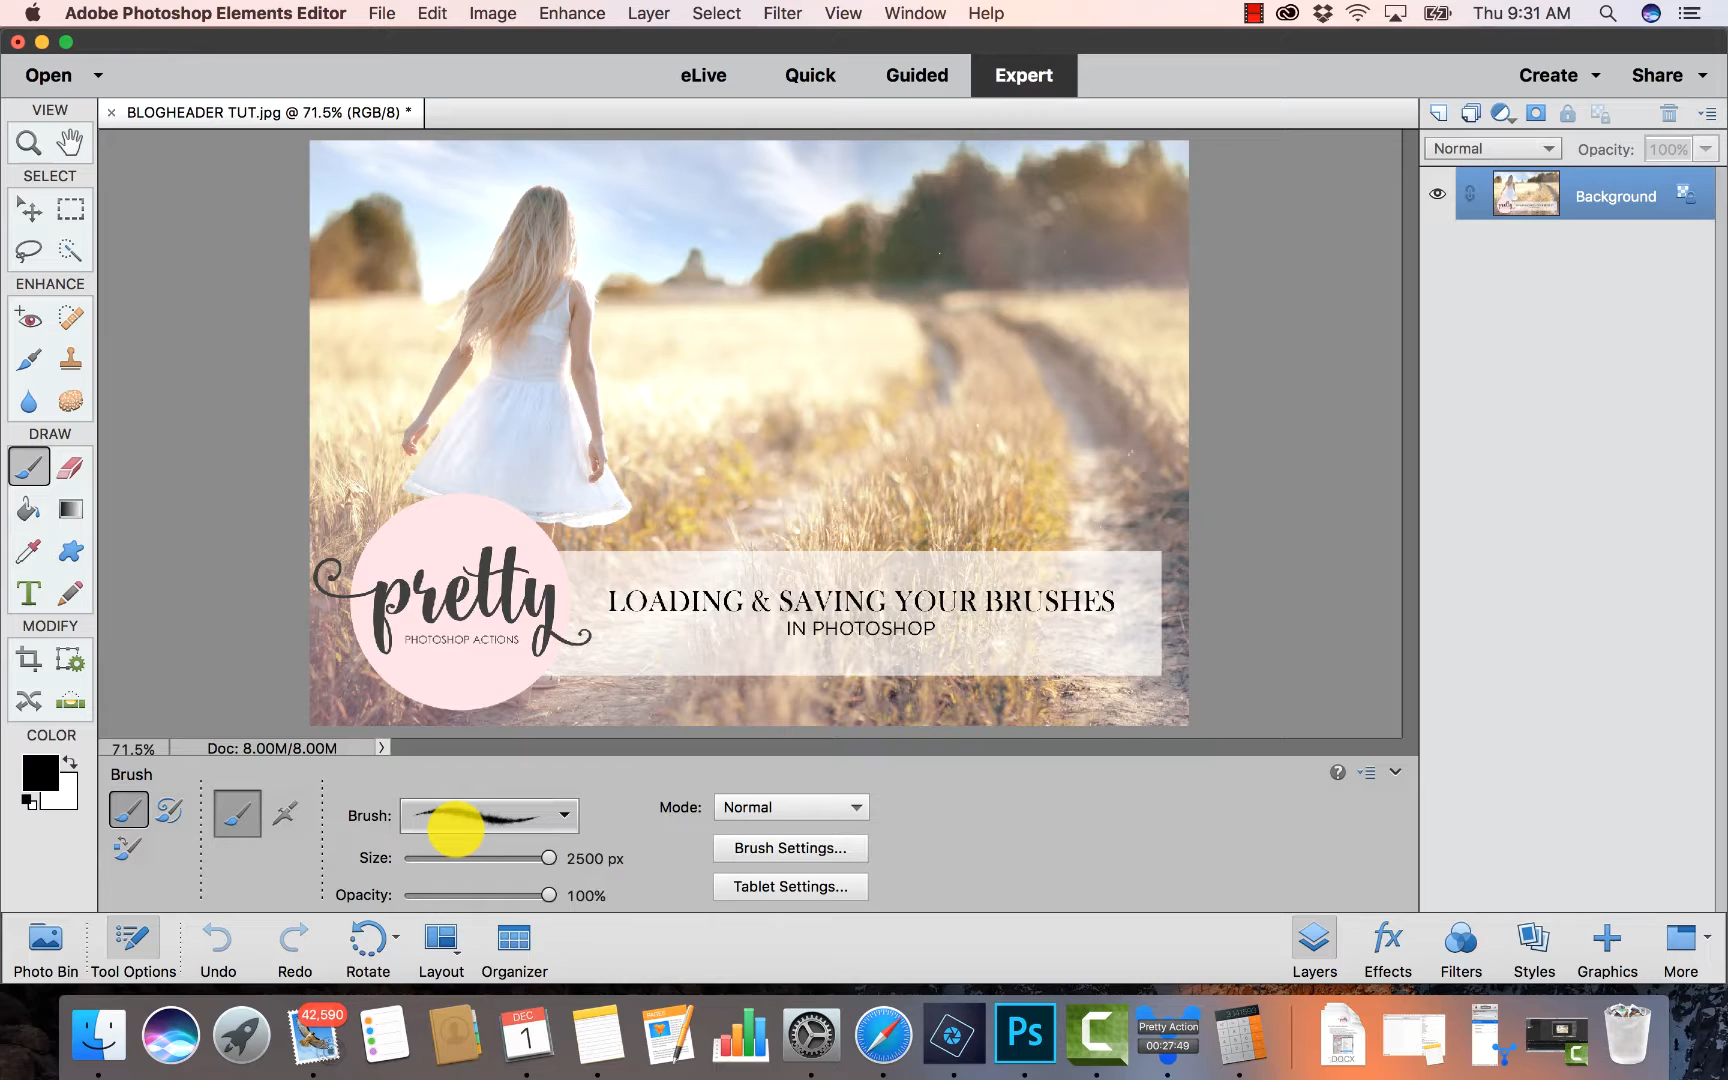 Adobe Photoshop Elements Editor File Edit Image Enhance Layer Select Filter View Window Help Thu 9:31 AM
Open eLive Quick Guided Expert Create Share
VIEW
× BLOGHEADER TUT.jpg @ 71.5% (RGB/8) *
Normal Opacity: 100%
SELECT
Background
ENHANCE
DRAW
pretty
PHOTOSHOP ACTIONS
LOADING & SAVING YOUR BRUSHES
IN PHOTOSHOP
MODIFY
COLOR
71.5% Doc: 8.00M/8.00M
Brush
Brush: Mode: Normal
Size: 2500 px Brush Settings...
Opacity: 100% Tablet Settings...
Photo Bin Tool Options Undo Redo Rotate Layout Organizer Layers Effects Filters Styles Graphics More
fx
42,590
DEC
1
PAGES
Ps
Pretty Action
00:27:49
DOCX